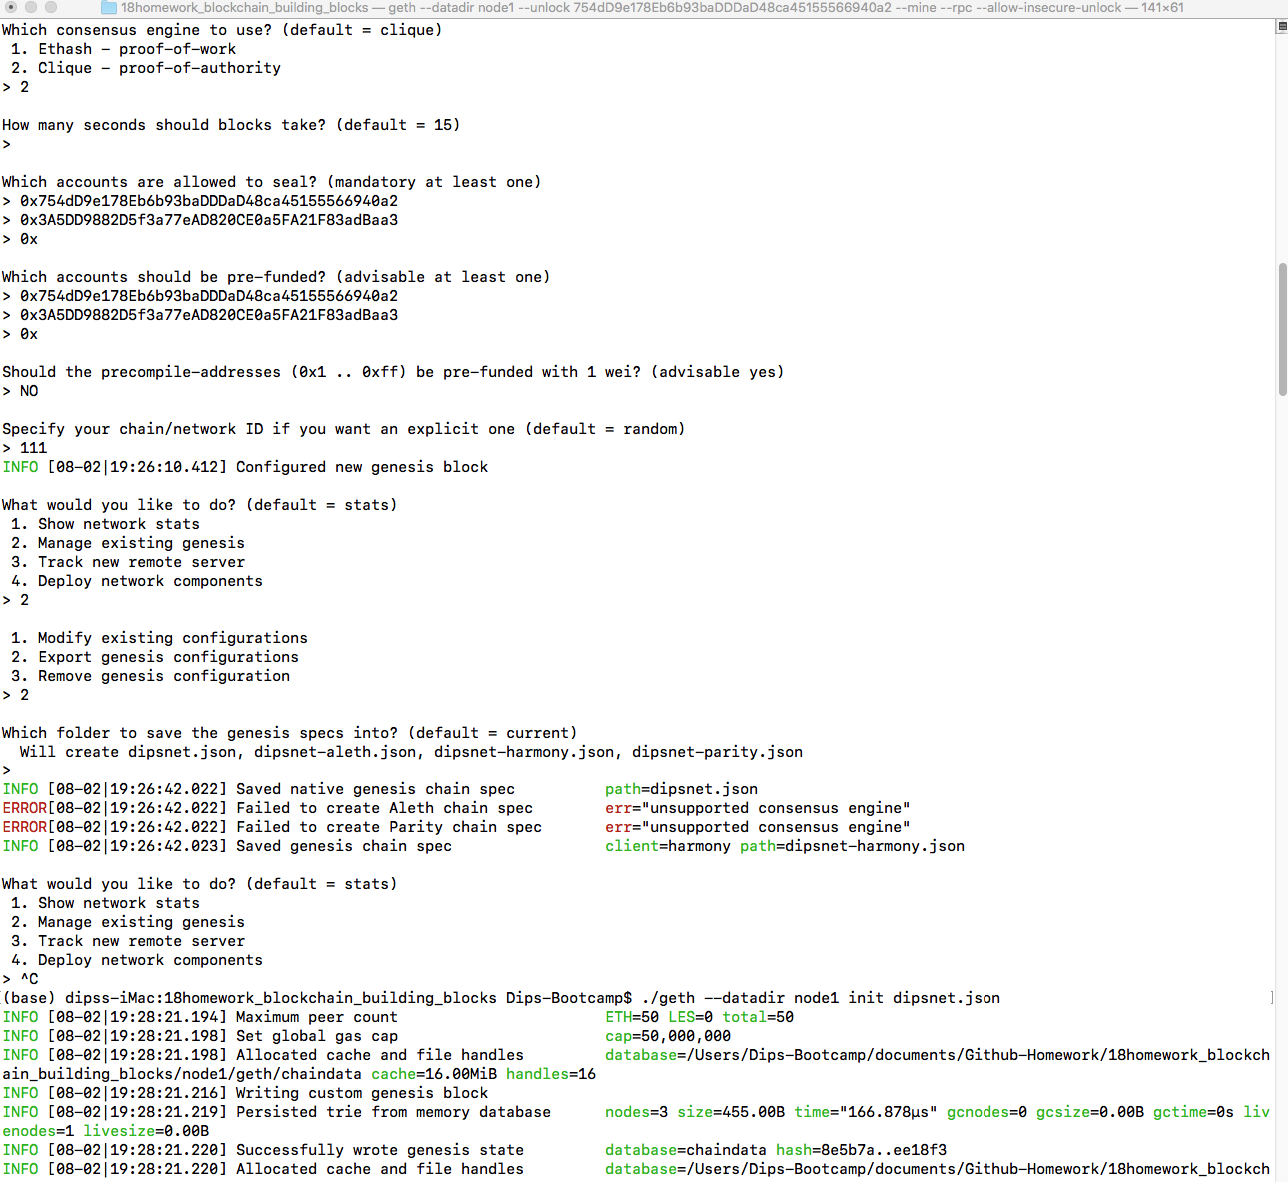 18homework_blockchain_building_blocks — geth --datadir node1 --unlock 754dD9e178Eb6b93baDDDaD48ca45155566940a2 --mine --rpc --allow-insecure-unlock — 141×61
Which consensus engine to use? (default = clique)
1. Ethash - proof-of-work
2. Clique - proof-of-authority
> 2
How many seconds should blocks take? (default = 15)
>
Which accounts are allowed to seal? (mandatory at least one)
> 0x754dD9e178Eb6b93baDDDaD48ca45155566940a2
> 0x3A5DD9882D5f3a77eAD820CE0a5FA21F83adBaa3
> 0x
Which accounts should be pre-funded? (advisable at least one)
> 0x754dD9e178Eb6b93baDDDaD48ca45155566940a2
> 0x3A5DD9882D5f3a77eAD820CE0a5FA21F83adBaa3
> 0x
Should the precompile-addresses (0x1 .. 0xff) be pre-funded with 1 wei? (advisable yes)
> NO
Specify your chain/network ID if you want an explicit one (default = random)
> 111
INFO [08-02|19:26:10.412] Configured new genesis block
What would you like to do? (default = stats)
1. Show network stats
2. Manage existing genesis
3. Track new remote server
4. Deploy network components
> 2
1. Modify existing configurations
2. Export genesis configurations
3. Remove genesis configuration
> 2
Which folder to save the genesis specs into? (default = current)
Will create dipsnet.json, dipsnet-aleth.json, dipsnet-harmony.json, dipsnet-parity.json
>
INFO [08-02|19:26:42.022] Saved native genesis chain spec path=dipsnet.json
ERROR[08-02|19:26:42.022] Failed to create Aleth chain spec err="unsupported consensus engine"
ERROR[08-02|19:26:42.022] Failed to create Parity chain spec err="unsupported consensus engine"
INFO [08-02|19:26:42.023] Saved genesis chain spec client=harmony path=dipsnet-harmony.json
What would you like to do? (default = stats)
1. Show network stats
2. Manage existing genesis
3. Track new remote server
4. Deploy network components
> ^C
[(base) dipss-iMac:18homework_blockchain_building_blocks Dips-Bootcamp$ ./geth --datadir node1 init dipsnet.json ]
INFO [08-02|19:28:21.194] Maximum peer count ETH=50 LES=0 total=50
INFO [08-02|19:28:21.198] Set global gas cap cap=50,000,000
INFO [08-02|19:28:21.198] Allocated cache and file handles database=/Users/Dips-Bootcamp/documents/Github-Homework/18homework_blockch
ain_building_blocks/node1/geth/chaindata cache=16.00MiB handles=16
INFO [08-02|19:28:21.216] Writing custom genesis block
INFO [08-02|19:28:21.219] Persisted trie from memory database nodes=3 size=455.00B time="166.878µs" gcnodes=0 gcsize=0.00B gctime=0s liv
enodes=1 livesize=0.00B
INFO [08-02|19:28:21.220] Successfully wrote genesis state database=chaindata hash=8e5b7a..ee18f3
INFO [08-02|19:28:21.220] Allocated cache and file handles database=/Users/Dips-Bootcamp/documents/Github-Homework/18homework_blockch